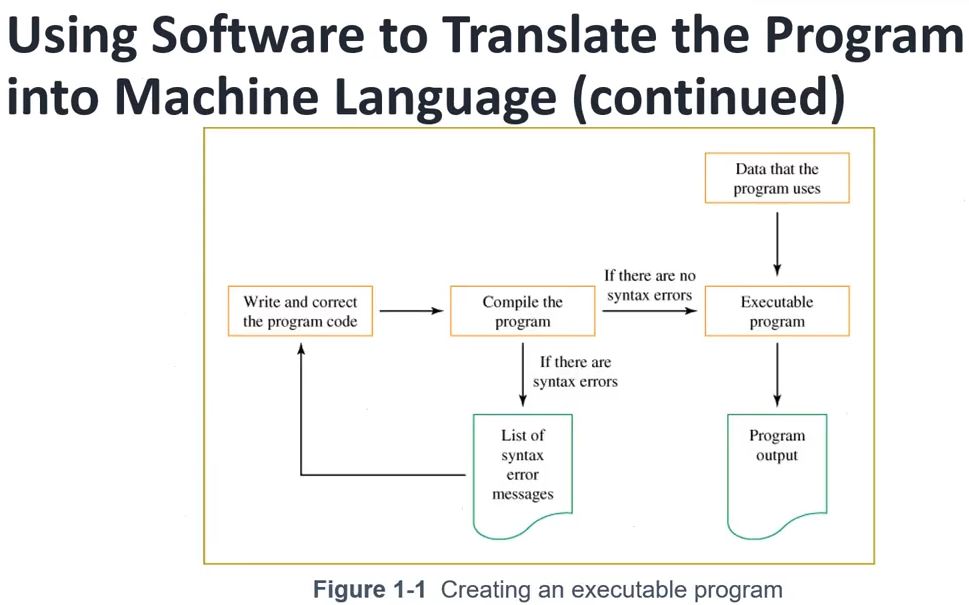 Using Software to Translate the Program
into Machine Language (continued)
Data that the
program uses
If there are no
syntax errors
Write and correct
the program code
Compile the
program
Executable
program
If there are
syntax errors
List of
syntax
error
messages
Program
output
Figure 1-1 Creating an executable program